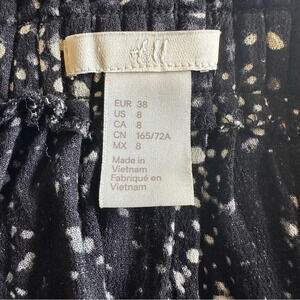 H&M
EUR 38
US 8
CA 8
CN 165/72A
MX 8
Made in
Vietnam
Fabriqué en
Vietnam